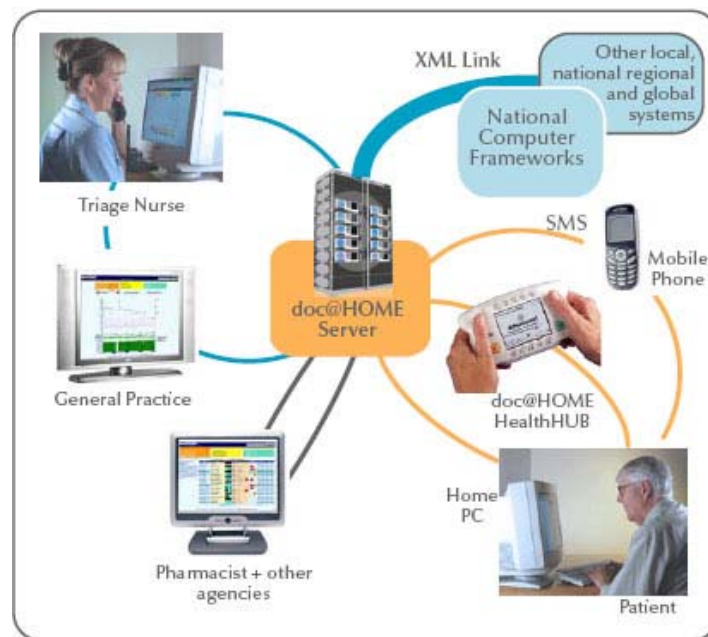 XML Link
Other local,
national regional
and global
systems
National
Computer
Frameworks
Triage Nurse
SMS
Mobile
Phone
doc@HOME
Server
General Practice
doc@HOME
HealthHUB
Home
PC
Pharmacist + other
agencies
Patient